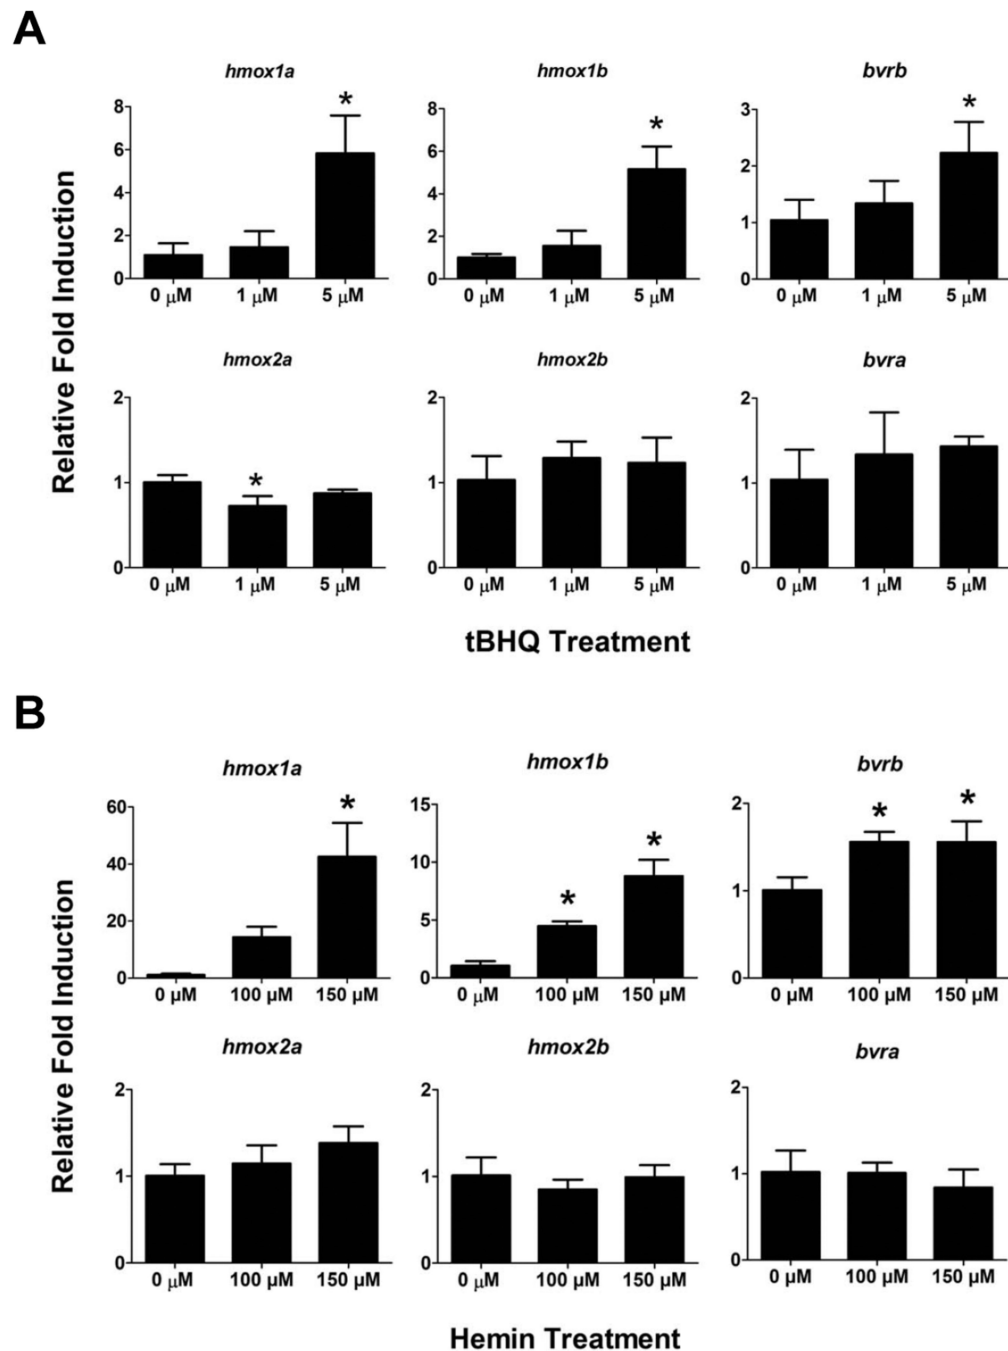 A
hmox1a
hmox1b
bvrb
8
6
4
2
0
0 μM
1 μM
5 μM
*
8
6
4
2
0
0 μM
1 μM
5 μM
*
3
2
1
0
0 μM
1 μM
5 μM
*
Relative Fold Induction
hmox2a
hmox2b
bvra
2
1
0
0 μM
1 μM
5 μM
*
2
1
0
0 μM
1 μM
5 μM
2
1
0
0 μM
1 μM
5 μM
tBHQ Treatment
B
hmox1a
hmox1b
bvrb
60
40
20
0
0 μM
100 μM
150 μM
*
15
10
5
0
0 μM
100 μM
150 μM
*
*
2
1
0
0 μM
100 μM
150 μM
*
*
Relative Fold Induction
hmox2a
hmox2b
bvra
2
1
0
0 μM
100 μM
150 μM
2
1
0
0 μM
100 μM
150 μM
2
1
0
0 μM
100 μM
150 μM
Hemin Treatment